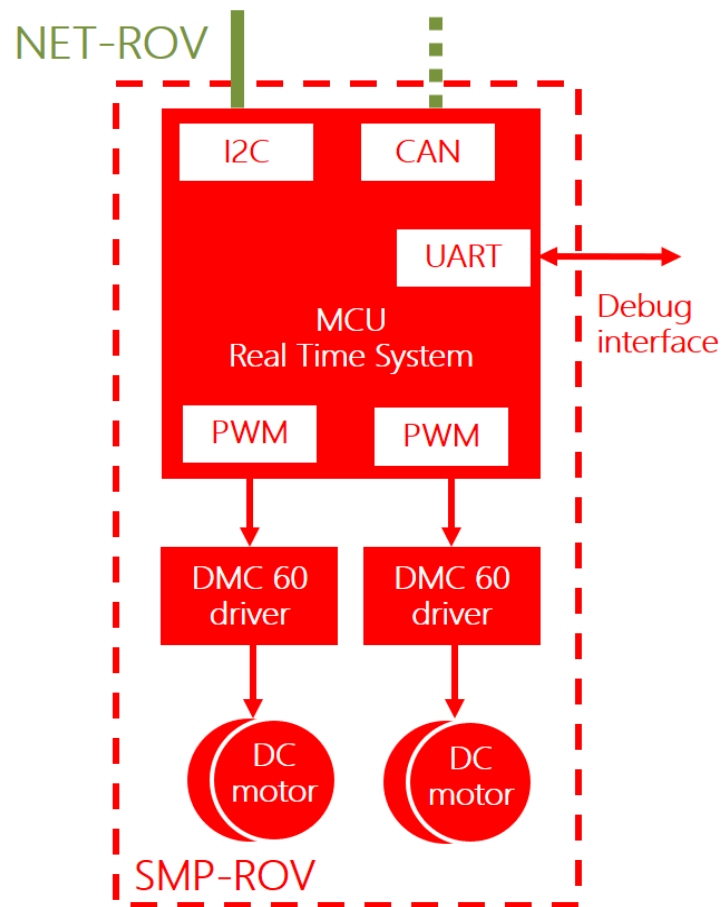 NET-ROV
I2C
CAN
UART
Debug
interface
MCU
Real Time System
PWM
PWM
DMC 60
driver
DMC 60
driver
DC
motor
DC
motor
SMP-ROV